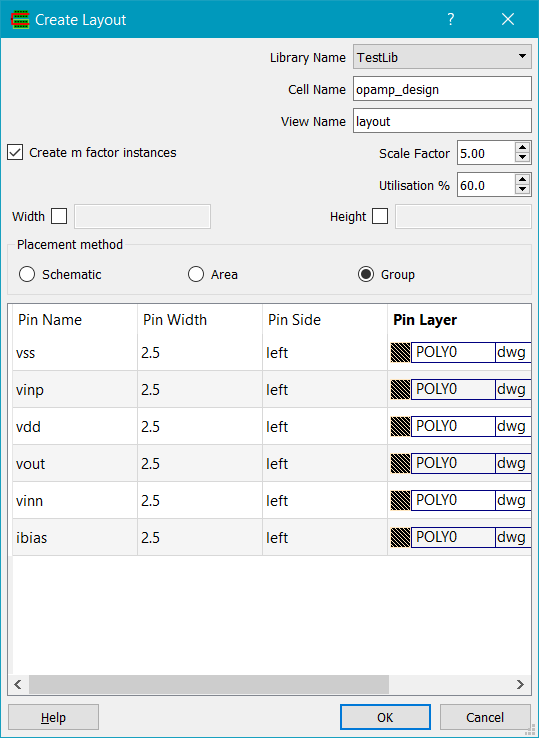 Create Layout
Library Name TestLib
Cell Name opamp_design
View Name layout
Create m factor instances Scale Factor 5.00
Utilisation % 60.0
Width Height
Placement method
Schematic Area Group
Pin Name Pin Width Pin Side Pin Layer
vss 2.5 left POLY0 dwg
vinp 2.5 left POLY0 dwg
vdd 2.5 left POLY0 dwg
vout 2.5 left POLY0 dwg
vinn 2.5 left POLY0 dwg
ibias 2.5 left POLY0 dwg
Help OK Cancel